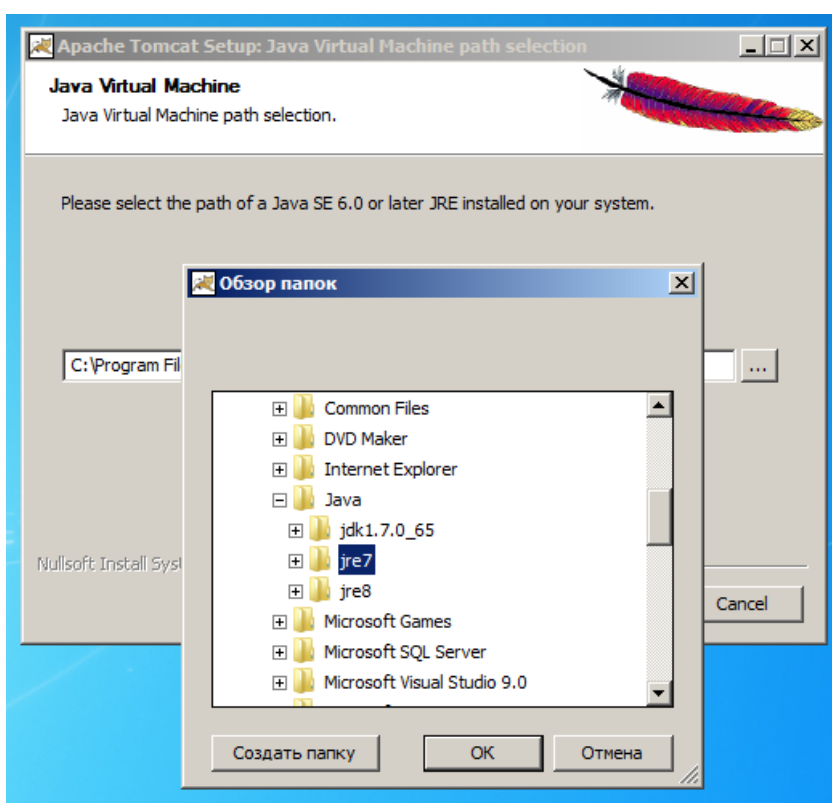 Apache Tomcat Setup: Java Virtual Machine path selection
Java Virtual Machine
Java Virtual Machine path selection.
Please select the path of a Java SE 6.0 or later JRE installed on your system.
Обзор папок
C:\Program Fil
...
Common Files
DVD Maker
Internet Explorer
Java
jdk1.7.0_65
jre7
jre8
Nullsoft Install Syst
Microsoft Games
Cancel
Microsoft SQL Server
Microsoft Visual Studio 9.0
Создать папку
OK
Отмена